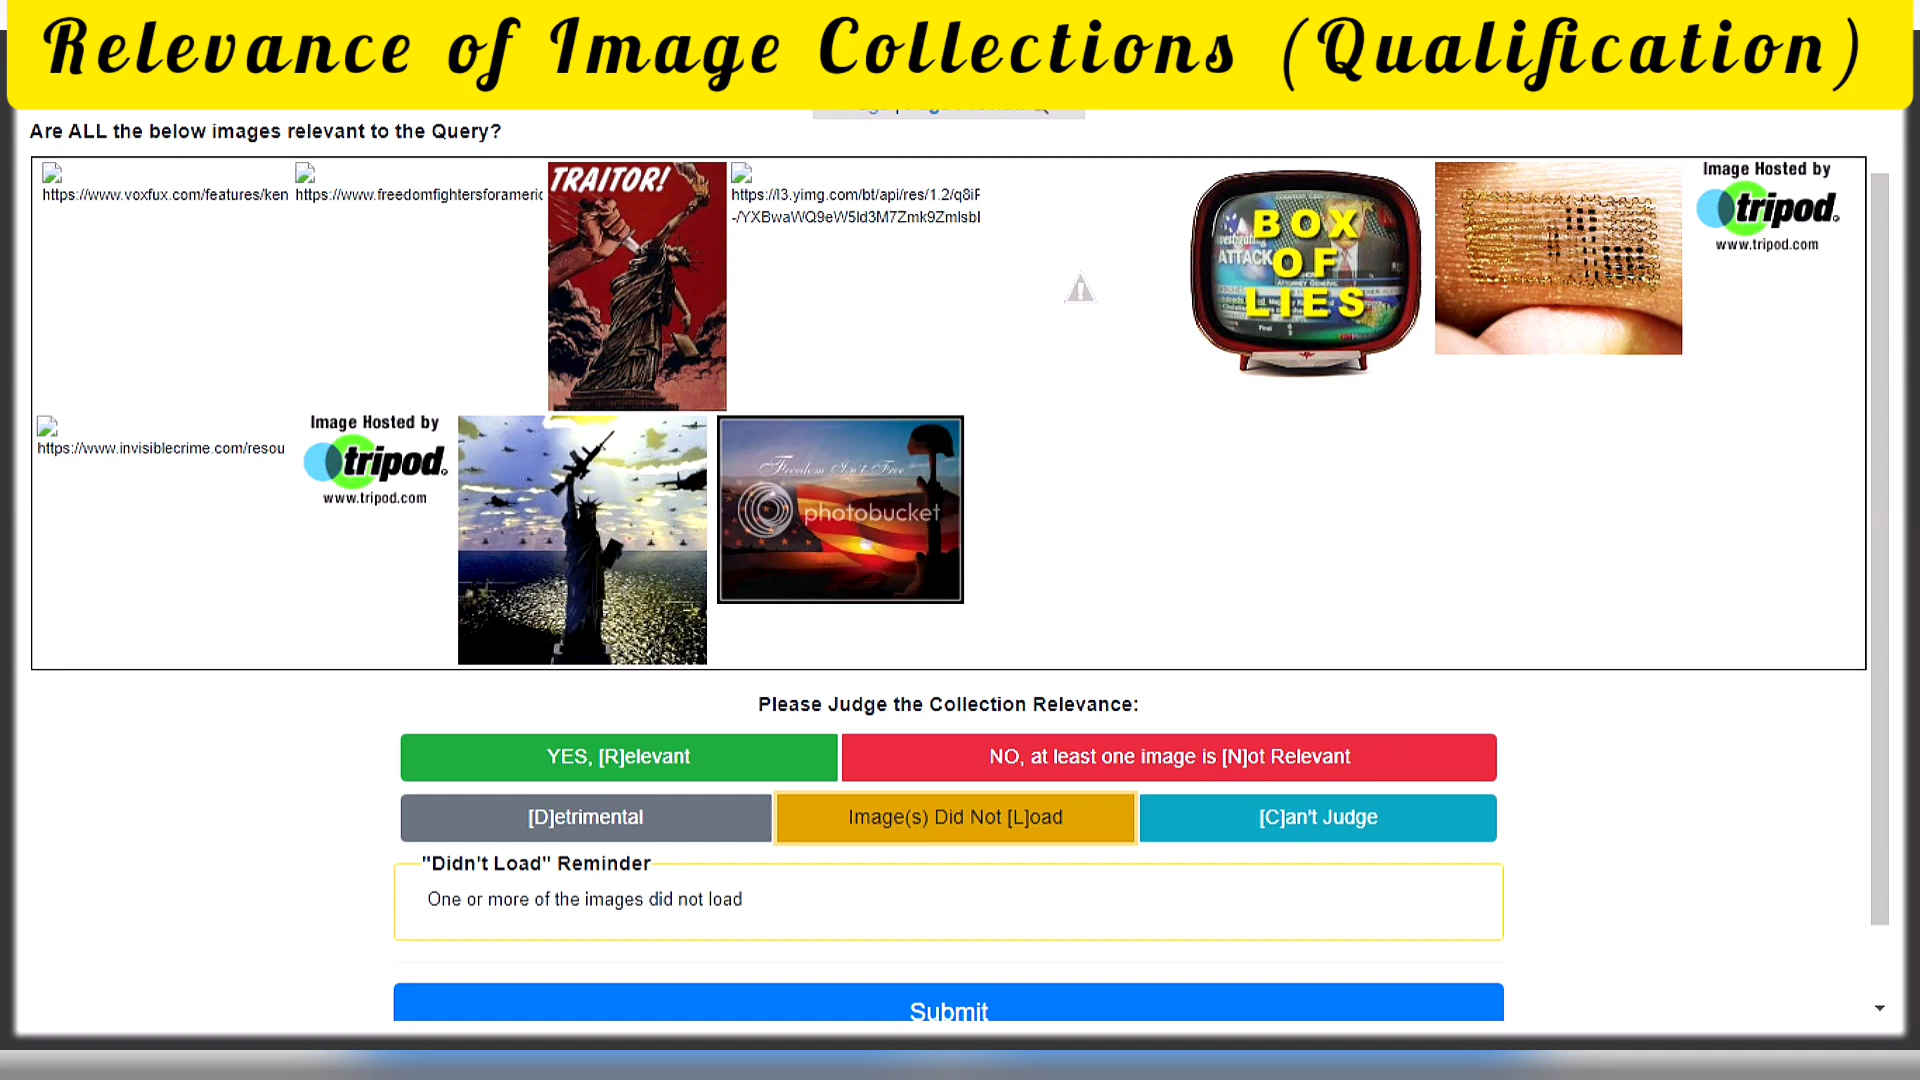 Relevance of Image Collections (Qualification)
Are ALL the below images relevant to the Query?
https://www.voxfux.com/features/ken
https://www.freedomfightersforameric
TRAITOR!
https://l3.yimg.com/bt/api/res/1.2/q8iF
-/YXBwaWQ9eW5ld3M7Zmk9Zmlsbl
BOX
OF
LIES
ATTACK
Image Hosted by
tripod.
www.tripod.com
https://www.invisiblecrime.com/resou
Image Hosted by
tripod.
www.tripod.com
Freedom Isn't Free
photobucket
Please Judge the Collection Relevance:
YES, [R]elevant
NO, at least one image is [N]ot Relevant
[D]etrimental
Image(s) Did Not [L]oad
[C]an't Judge
"Didn't Load" Reminder
One or more of the images did not load
Submit